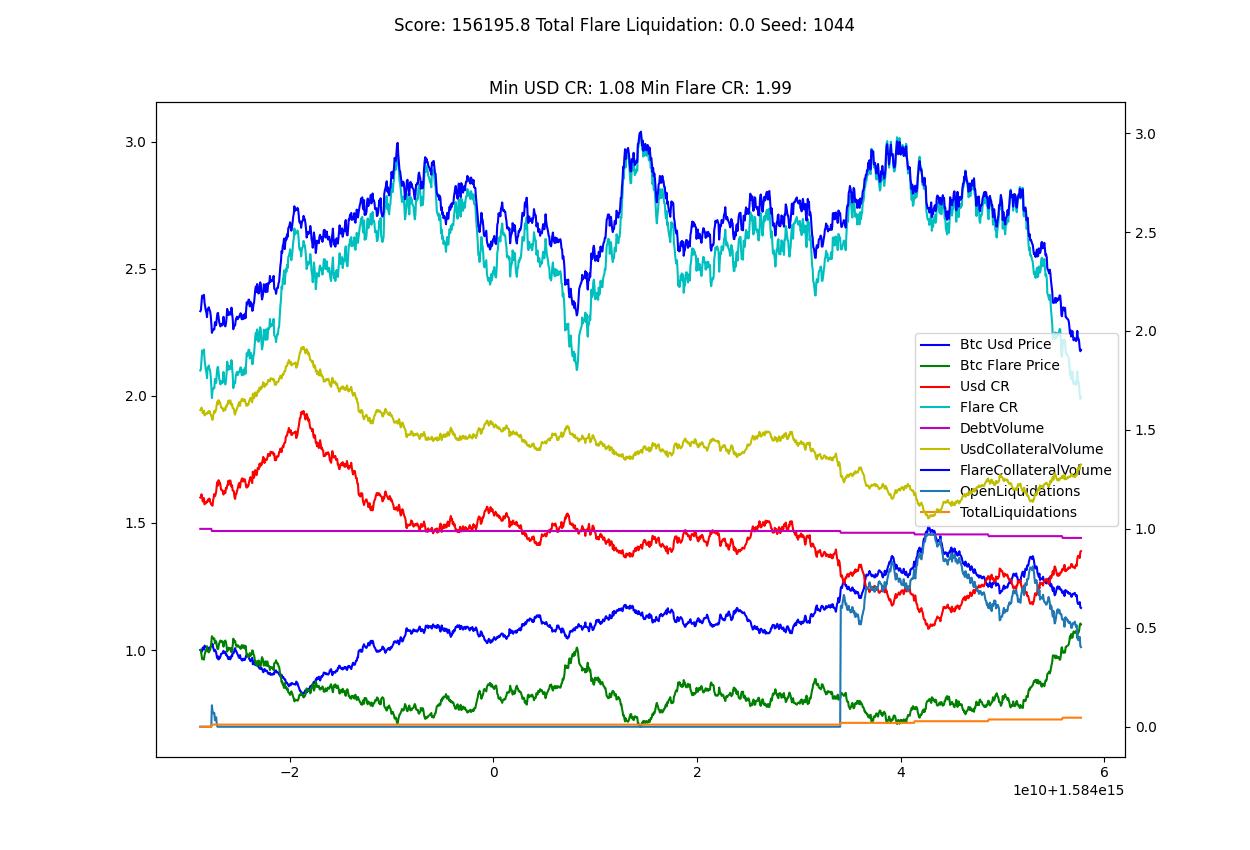 Score: 156195.8 Total Flare Liquidation: 0.0 Seed: 1044
Min USD CR: 1.08 Min Flare CR: 1.99
3.0
2.5
2.0
1.5
1.0
3.0
2.5
2.0
1.5
1.0
0.5
0.0
Btc Usd Price
Btc Flare Price
Usd CR
Flare CR
DebtVolume
UsdCollateralVolume
FlareCollateralVolume
OpenLiquidations
TotalLiquidations
−2 0 2 4 6
1e10+1.584e15